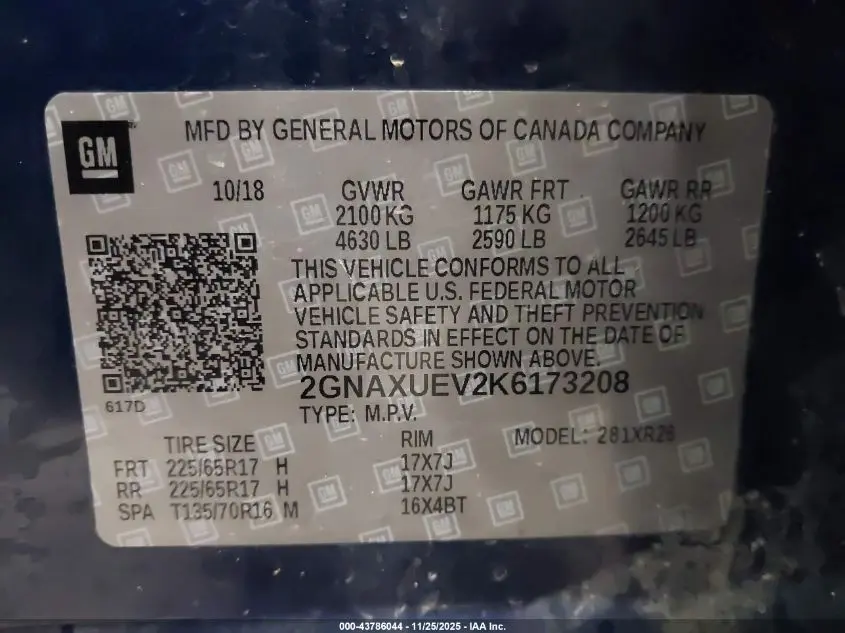 GM
MFD BY GENERAL MOTORS OF CANADA COMPANY
10/18 GVWR GAWR FRT GAWR RR
2100 KG 1175 KG 1200 KG
4630 LB 2590 LB 2645 LB
THIS VEHICLE CONFORMS TO ALL
APPLICABLE U.S. FEDERAL MOTOR
VEHICLE SAFETY AND THEFT PREVENTION
STANDARDS IN EFFECT ON THE DATE OF
MANUFACTURE SHOWN ABOVE.
617D
2GNAXUEV2K6173208
TYPE: M.P.V.
TIRE SIZE RIM MODEL: 281XR26
FRT 225/65R17 H 17X7J
RR 225/65R17 H 17X7J
SPA T135/70R16 M 16X4BT
000-43786044 - 11/25/2025 - IAA Inc.